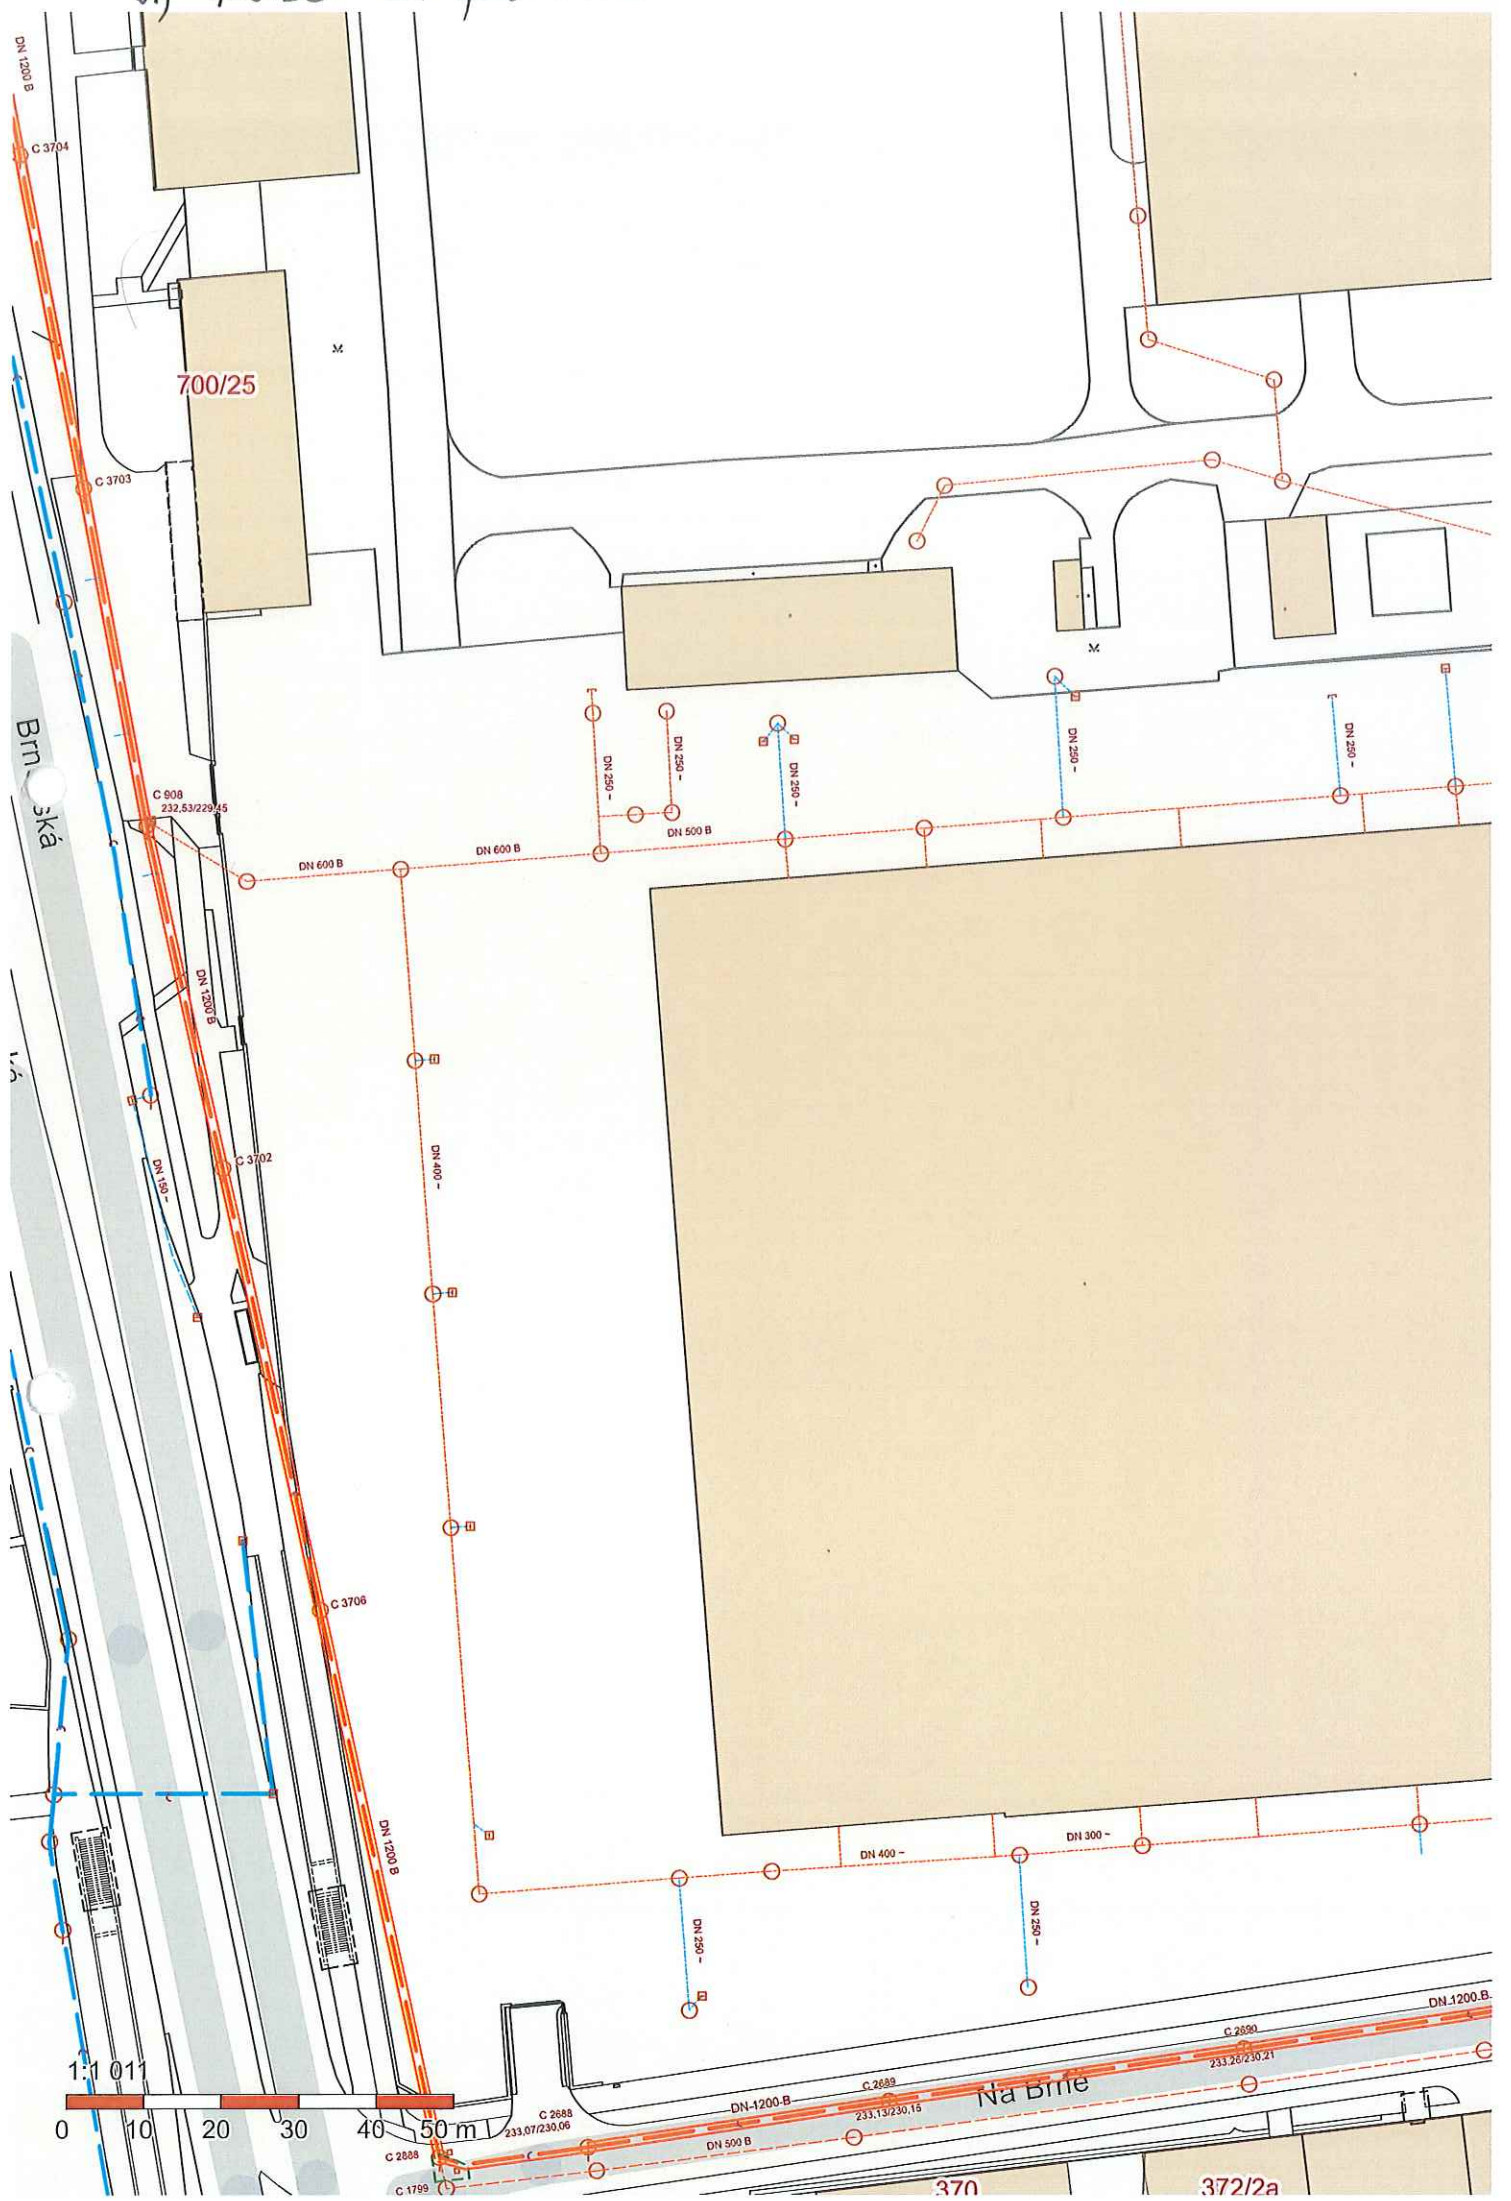 DN 1200 B
C 3704
700/25
C 3703
Brn ská
C 908
232,53/229,45
DN 250 ~
DN 250 ~
DN 250 ~
DN 250 ~
DN 250 ~
DN 600 B
DN 600 B
DN 500 B
DN 1200 B
DN 400 ~
C 3702
DN 150 ~
C 3706
DN 1200 B
DN 400 ~
DN 300 ~
DN 250 ~
DN 250 ~
DN 1200 B
C 2690
233,26/230,21
1:1 011
0 10 20 30 40 50 m
C 2689
233,13/230,15
Na Brně
DN 1200 B
C 2688
233,07/230,06
DN 500 B
C 2888
C 1799
370
372/2a